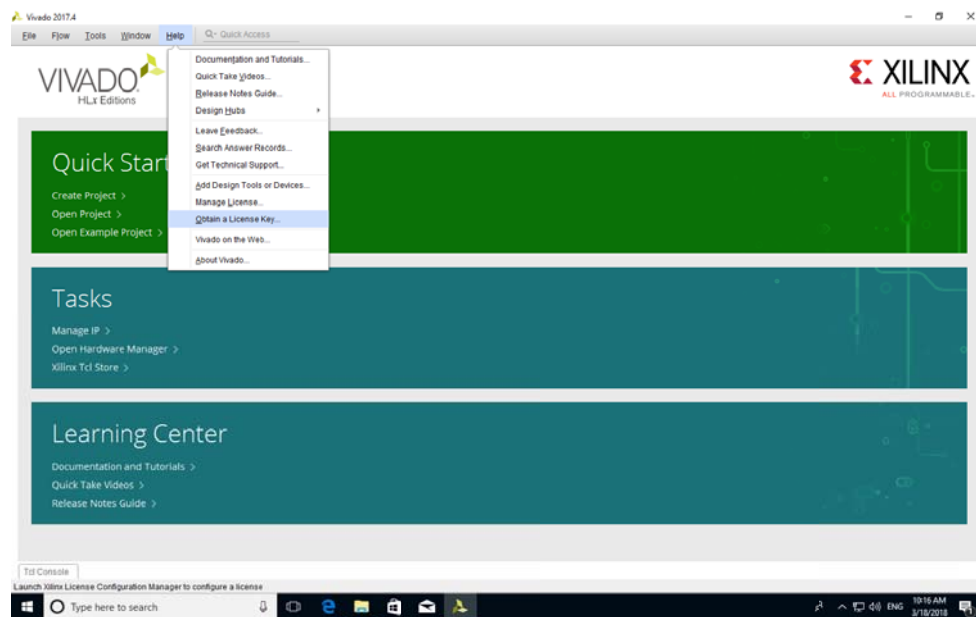 Vivado 2017.4
File Flow Tools Window Help Quick Access
VIVADO
HLx Editions
XILINX
ALL PROGRAMMABLE
Documentation and Tutorials...
Quick Take Videos...
Release Notes Guide...
Design Hubs
Leave Feedback...
Search Answer Records...
Get Technical Support...
Add Design Tools or Devices...
Manage License...
Obtain a License Key...
Vivado on the Web...
About Vivado...
Quick Start
Create Project >
Open Project >
Open Example Project >
Tasks
Manage IP >
Open Hardware Manager >
Xilinx Tcl Store >
Learning Center
Documentation and Tutorials >
Quick Take Videos >
Release Notes Guide >
Tcl Console
Launch Xilinx License Configuration Manager to configure a license
Type here to search
ENG
10:16 AM
3/18/2018